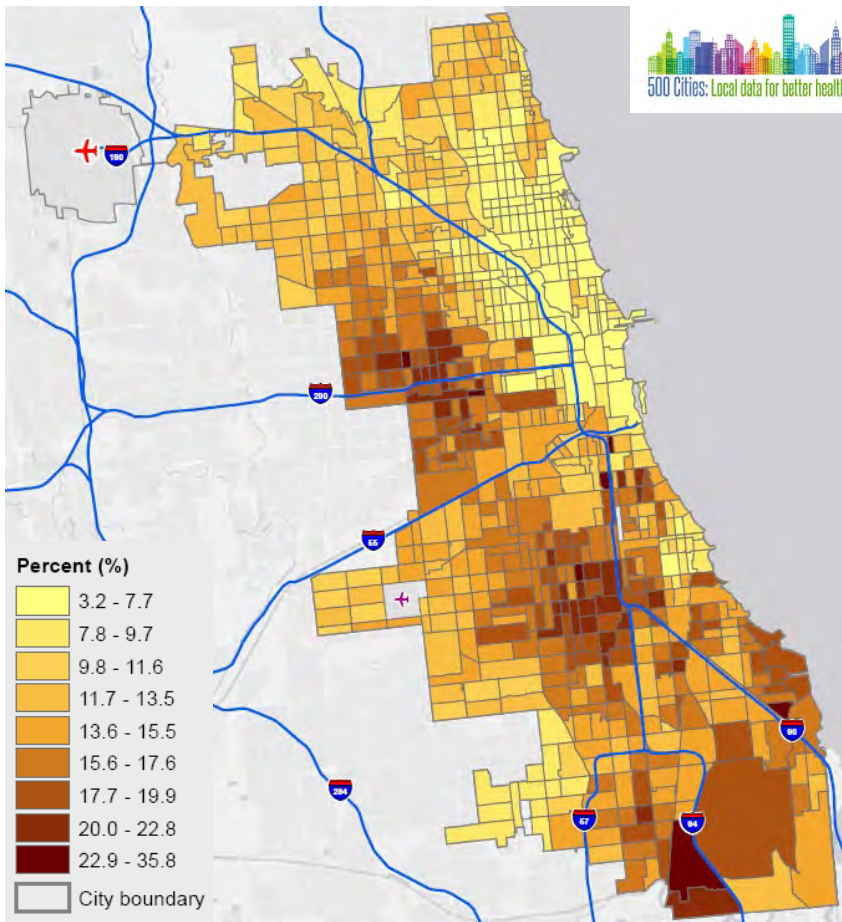 500 Cities: Local data for better health
190
290
55
Percent (%)
3.2 - 7.7
7.8 - 9.7
9.8 - 11.6
11.7 - 13.5
13.6 - 15.5
15.6 - 17.6
17.7 - 19.9
20.0 - 22.8
22.9 - 35.8
City boundary
90
294
57
94